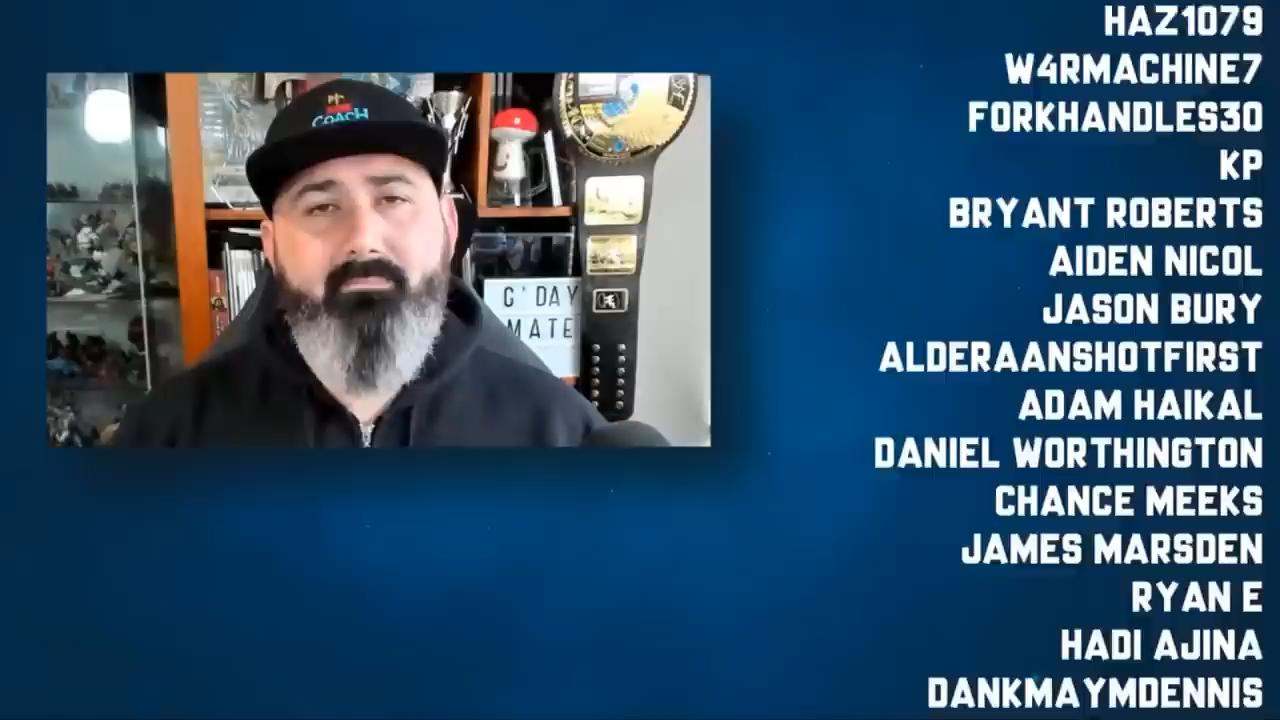 COACH
G'DAY
MATE
HAZ1079
W4RMACHINE7
FORKHANDLES30
KP
BRYANT ROBERTS
AIDEN NICOL
JASON BURY
ALDERAANSHOTFIRST
ADAM HAIKAL
DANIEL WORTHINGTON
CHANCE MEEKS
JAMES MARSDEN
RYAN E
HADI AJINA
DANKMAYMDENNIS